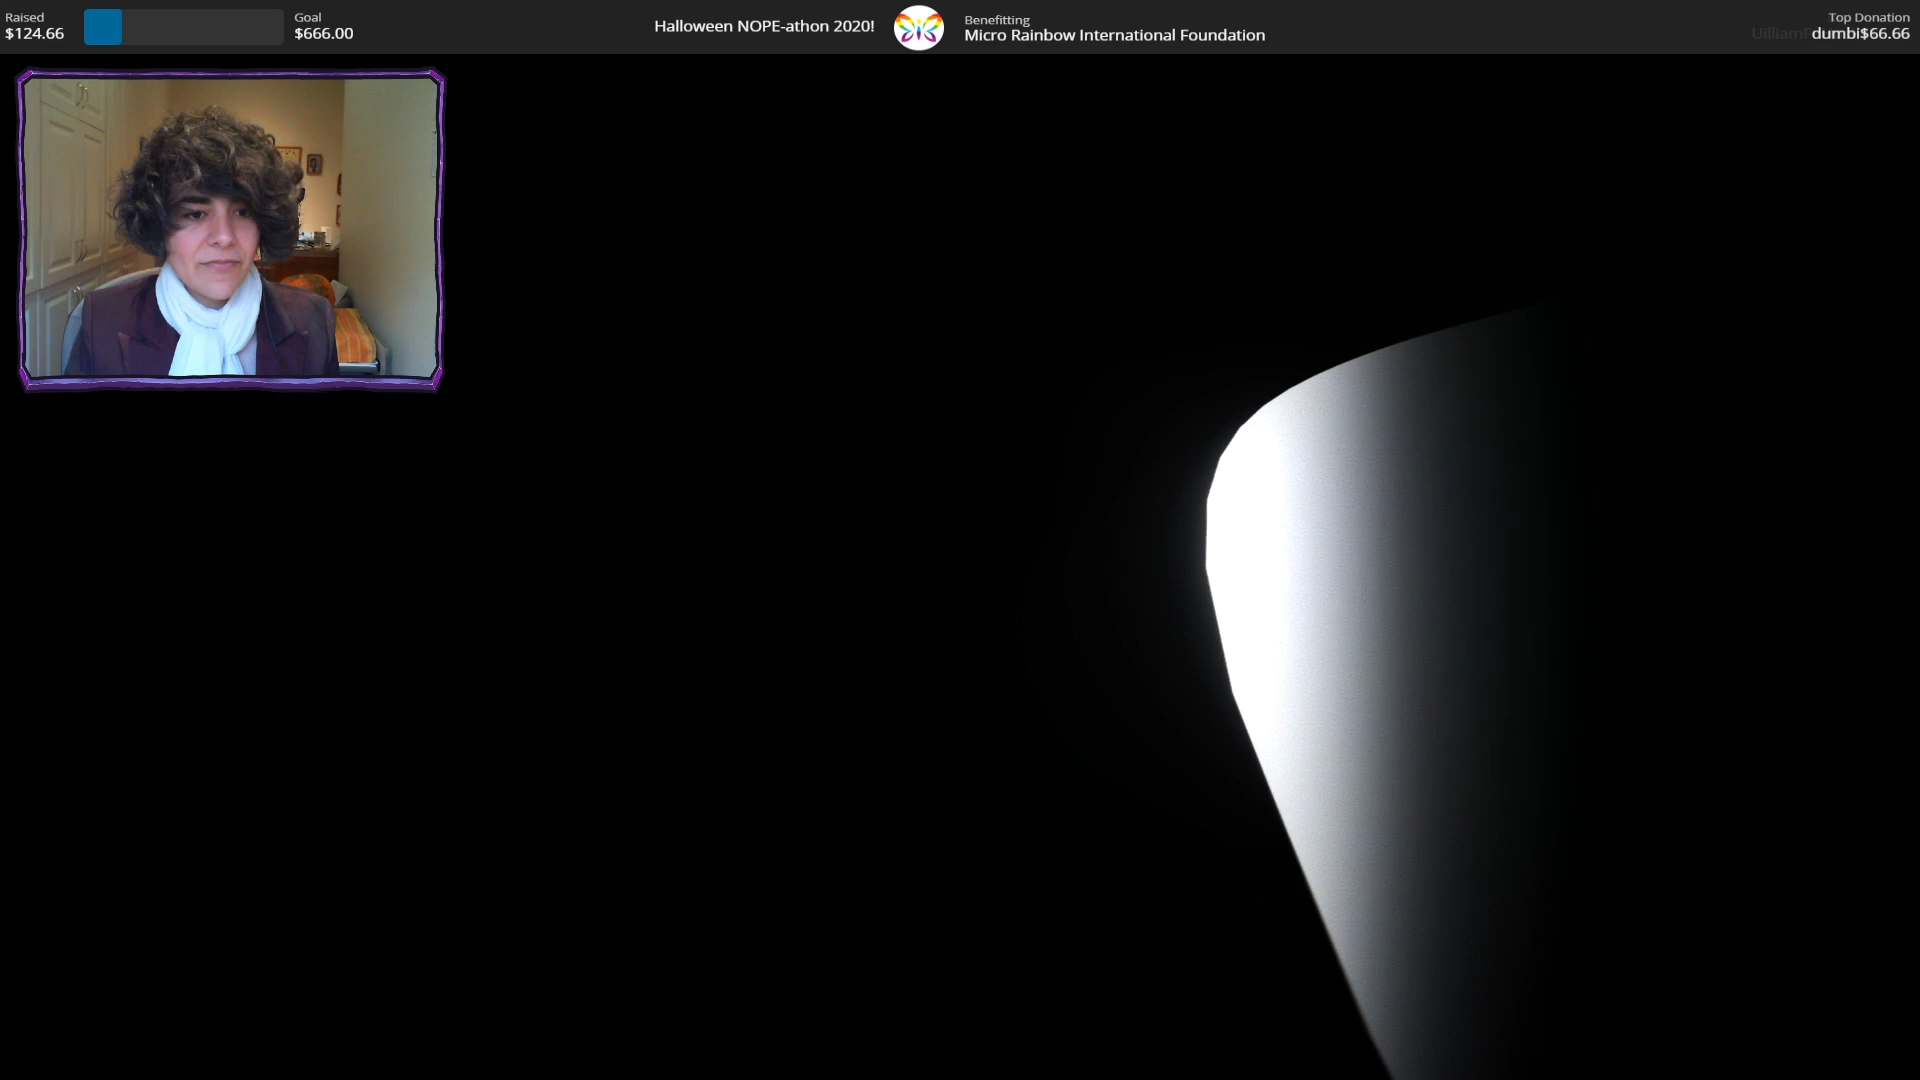 Raised
$124.66
Goal
$666.00
Halloween NOPE-athon 2020!
Benefitting
Micro Rainbow International Foundation
Top Donation
dumbi$66.66